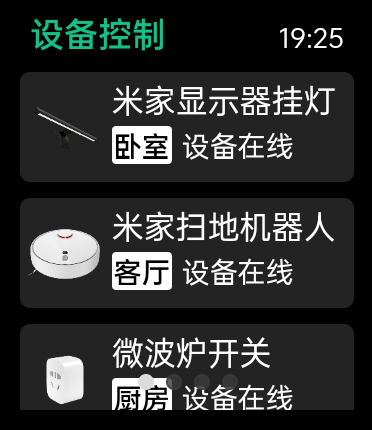 设备控制 19:25
米家显示器挂灯
卧室 设备在线
米家扫地机器人
客厅 设备在线
微波炉开关
厨房 设备在线